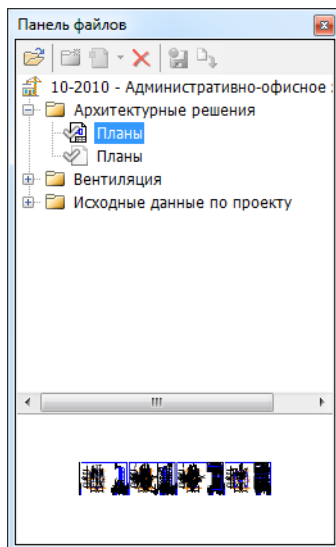 Панель файлов
10-2010 - Административно-офисное
Архитектурные решения
Планы
Планы
Вентиляция
Исходные данные по проекту